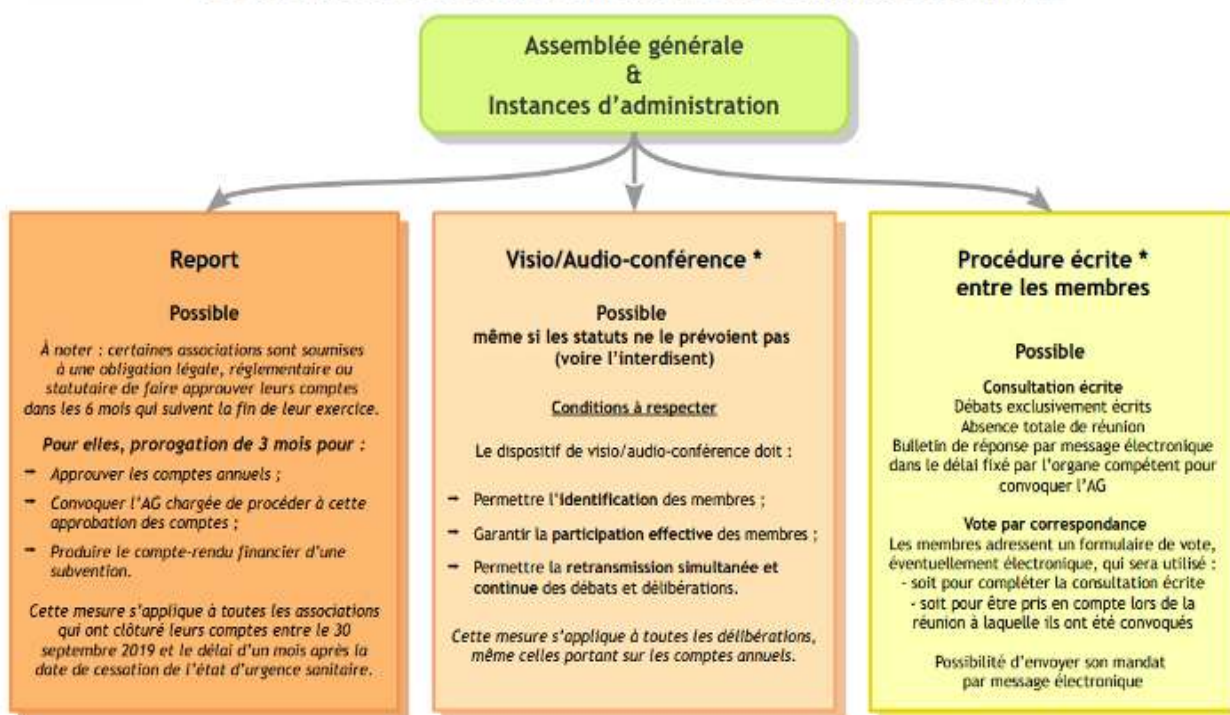 Assemblée générale
&
Instances d'administration
Report
Possible
À noter : certaines associations sont soumises
à une obligation légale, réglementaire ou
statutaire de faire approuver leurs comptes
dans les 6 mois qui suivent la fin de leur exercice.
Pour elles, prorogation de 3 mois pour :
➞ Approuver les comptes annuels ;
➞ Convoquer l'AG chargée de procéder à cette
approbation des comptes ;
➞ Produire le compte-rendu financier d'une
subvention.
Cette mesure s'applique à toutes les associations
qui ont clôturé leurs comptes entre le 30
septembre 2019 et le délai d'un mois après la
date de cessation de l'état d'urgence sanitaire.
Visio/Audio-conférence *
Possible
même si les statuts ne le prévoient pas
(voire l'interdisent)
Conditions à respecter
Le dispositif de visio/audio-conférence doit :
➞ Permettre l'identification des membres ;
➞ Garantir la participation effective des membres ;
➞ Permettre la retransmission simultanée et
continue des débats et délibérations.
Cette mesure s'applique à toutes les délibérations,
même celles portant sur les comptes annuels.
Procédure écrite *
entre les membres
Possible
Consultation écrite
Débats exclusivement écrits
Absence totale de réunion
Bulletin de réponse par message électronique
dans le délai fixé par l'organe compétent pour
convoquer l'AG
Vote par correspondance
Les membres adressent un formulaire de vote,
éventuellement électronique, qui sera utilisé :
- soit pour compléter la consultation écrite
- soit pour être pris en compte lors de la
réunion à laquelle ils ont été convoqués
Possibilité d'envoyer son mandat
par message électronique